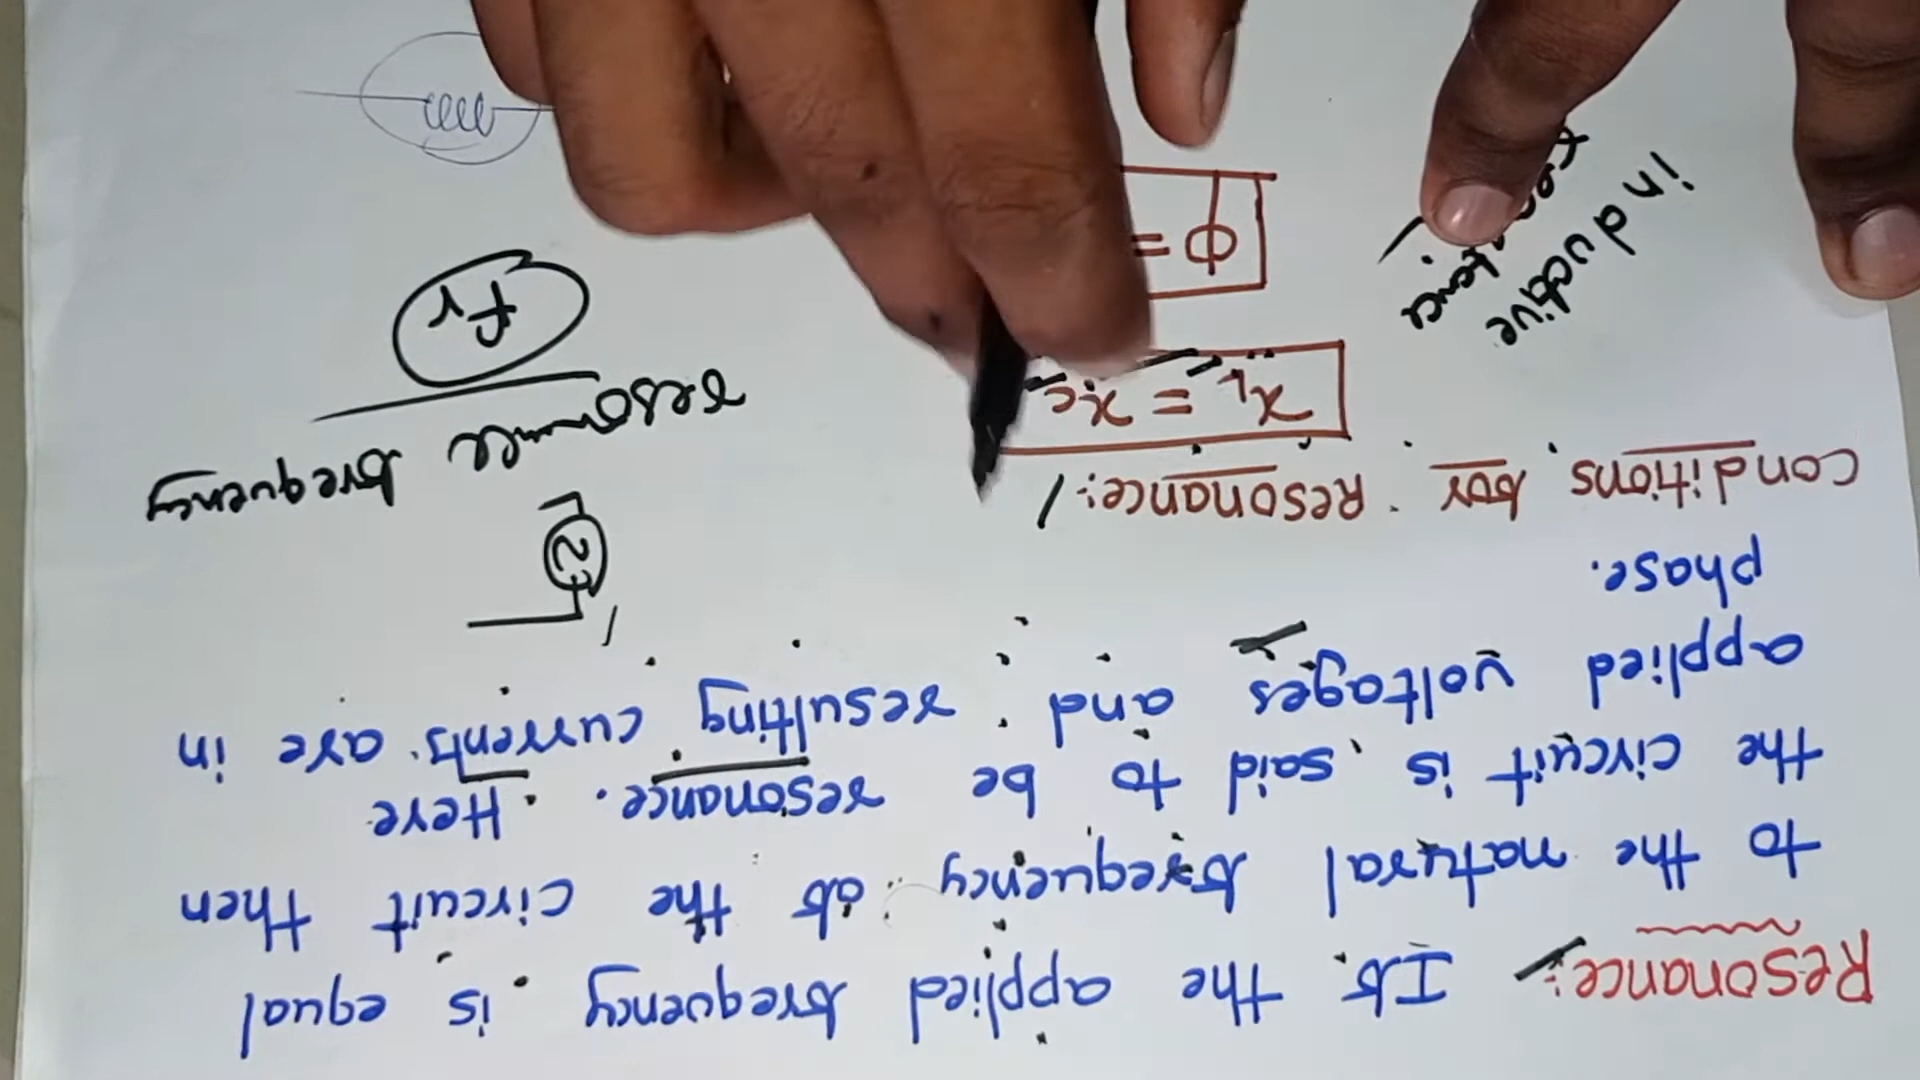 Resonance:- If the applied frequency is equal
to the natural frequency of the circuit then
the circuit is said to be resonance. Here
applied voltages and resulting currents are in
phase.
conditions for Resonance:-
xL = xc
ϕ =
inductive
resonance frequency
fr